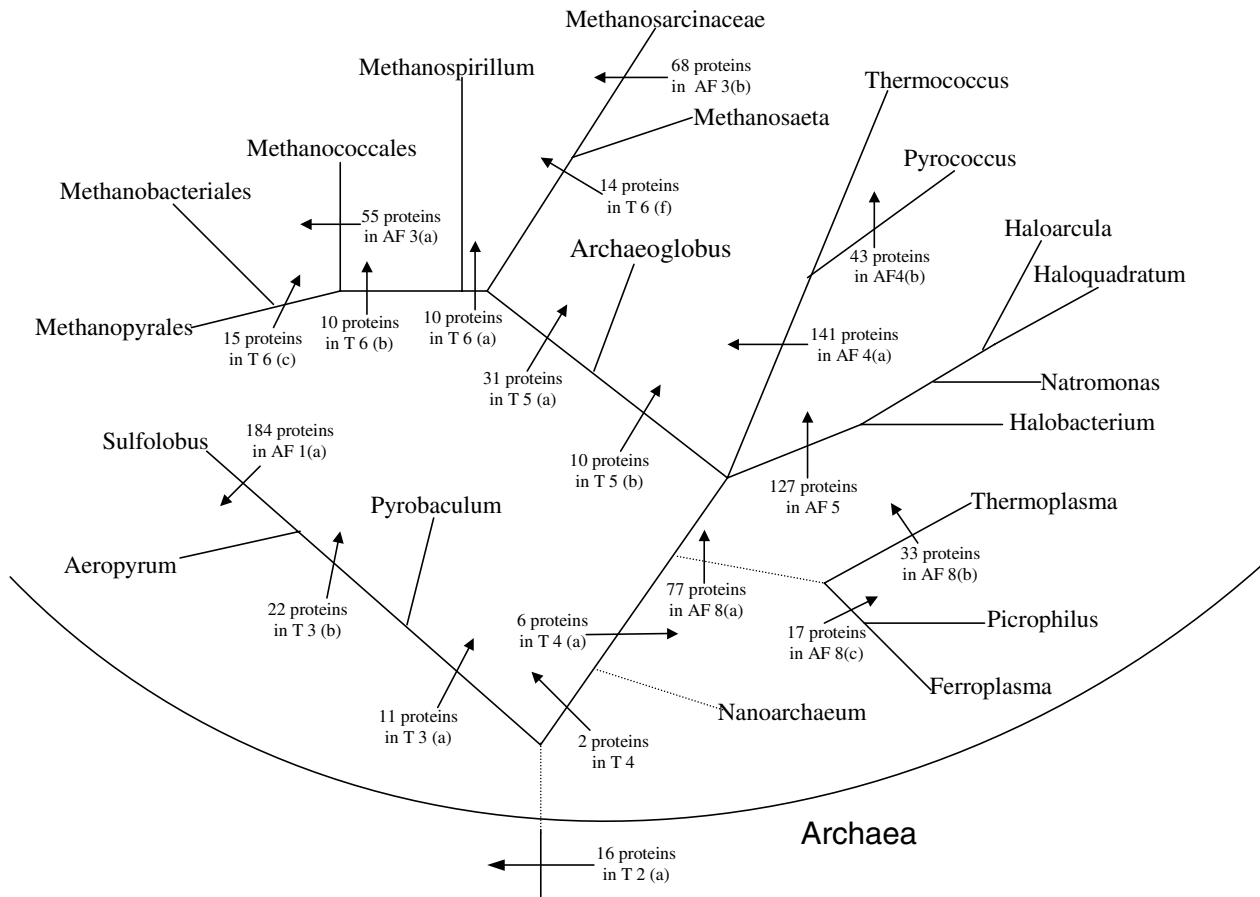 Methanosarcinaceae
68 proteins
in AF 3(b)
Methanospirillum
Thermococcus
Methanosaeta
Methanococcales
Pyrococcus
14 proteins
in T 6 (f)
Methanobacteriales
55 proteins
in AF 3(a)
Haloarcula
Archaeoglobus
43 proteins
in AF4(b)
Haloquadratum
Methanopyrales
15 proteins
in T 6 (c)
10 proteins
in T 6 (b)
10 proteins
in T 6 (a)
141 proteins
in AF 4(a)
31 proteins
in T 5 (a)
Natromonas
Halobacterium
Sulfolobus
184 proteins
in AF 1(a)
10 proteins
in T 5 (b)
127 proteins
in AF 5
Pyrobaculum
Thermoplasma
Aeropyrum
33 proteins
in AF 8(b)
22 proteins
in T 3 (b)
77 proteins
in AF 8(a)
6 proteins
in T 4 (a)
17 proteins
in AF 8(c)
Picrophilus
Ferroplasma
11 proteins
in T 3 (a)
Nanoarchaeum
2 proteins
in T 4
Archaea
16 proteins
in T 2 (a)